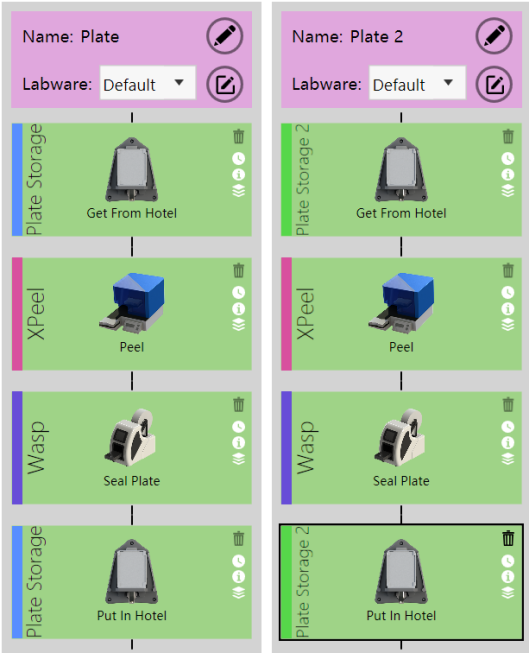 Name: Plate
Labware: Default
Plate Storage
Get From Hotel
XPeel
Peel
Wasp
Seal Plate
Plate Storage
Put In Hotel
Name: Plate 2
Labware: Default
Plate Storage 2
Get From Hotel
XPeel
Peel
Wasp
Seal Plate
Plate Storage 2
Put In Hotel